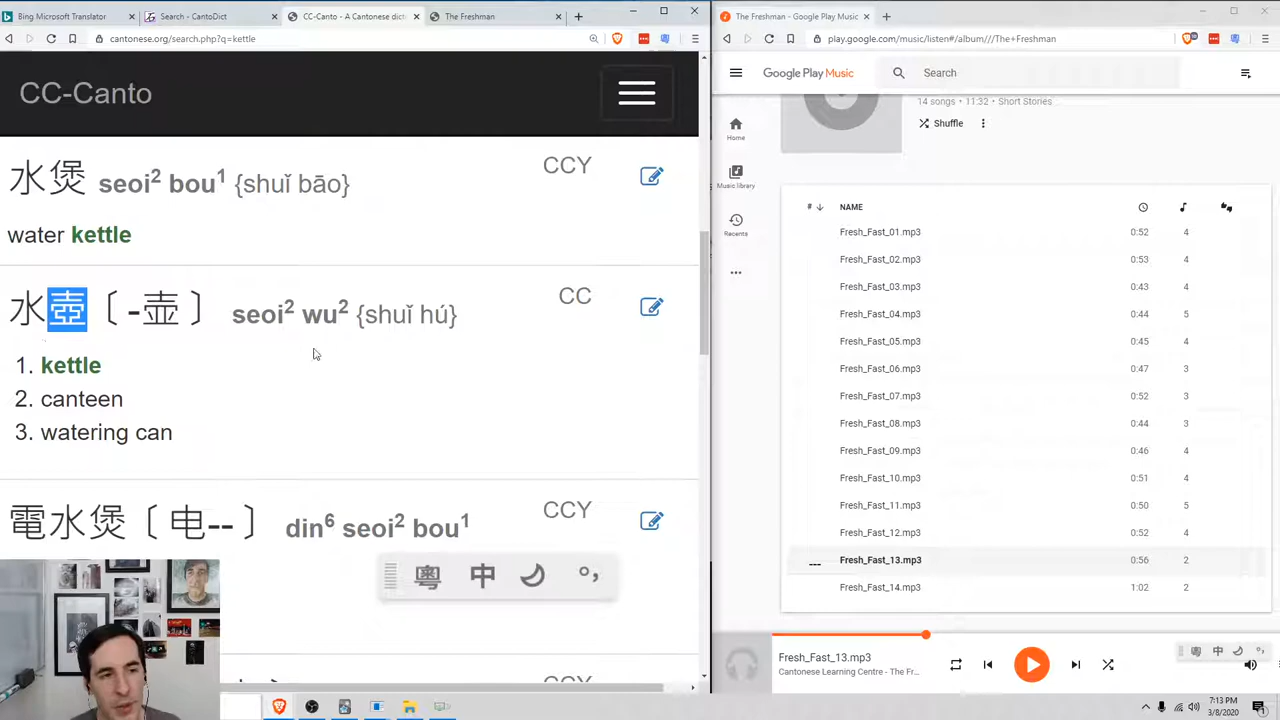 Bing Microsoft Translator
Search - CantoDict
CC-Canto - A Cantonese dict
The Freshman
cantonese.org/search.php?q=kettle
CC-Canto
水煲 seoi² bou¹ {shuǐ bāo} CCY
water kettle
水壺〔-壶〕 seoi² wu² {shuǐ hú} CC
1. kettle
2. canteen
3. watering can
電水煲〔电--〕 din⁶ seoi² bou¹ CCY
粵 中
The Freshman - Google Play Music
play.google.com/music/listen#/album///The+Freshman
Google Play Music
Search
14 songs • 11:32 • Short Stories
Shuffle
Home
Music library
Recents
# NAME
Fresh_Fast_01.mp3 0:52 4
Fresh_Fast_02.mp3 0:53 4
Fresh_Fast_03.mp3 0:43 4
Fresh_Fast_04.mp3 0:44 5
Fresh_Fast_05.mp3 0:45 4
Fresh_Fast_06.mp3 0:47 3
Fresh_Fast_07.mp3 0:52 3
Fresh_Fast_08.mp3 0:44 3
Fresh_Fast_09.mp3 0:46 4
Fresh_Fast_10.mp3 0:51 4
Fresh_Fast_11.mp3 0:50 5
Fresh_Fast_12.mp3 0:52 4
Fresh_Fast_13.mp3 0:56 2
Fresh_Fast_14.mp3 1:02 2
Fresh_Fast_13.mp3
Cantonese Learning Centre - The Fr...
粵 中
7:13 PM
3/8/2020